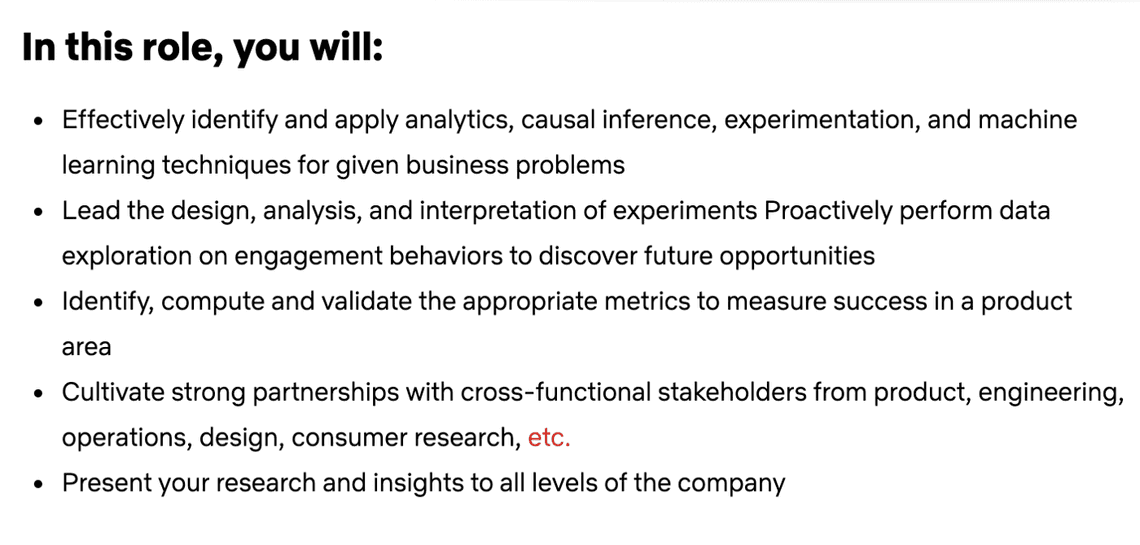 In this role, you will:
• Effectively identify and apply analytics, causal inference, experimentation, and machine
learning techniques for given business problems
• Lead the design, analysis, and interpretation of experiments Proactively perform data
exploration on engagement behaviors to discover future opportunities
• Identify, compute and validate the appropriate metrics to measure success in a product
area
• Cultivate strong partnerships with cross-functional stakeholders from product, engineering,
operations, design, consumer research, etc.
• Present your research and insights to all levels of the company